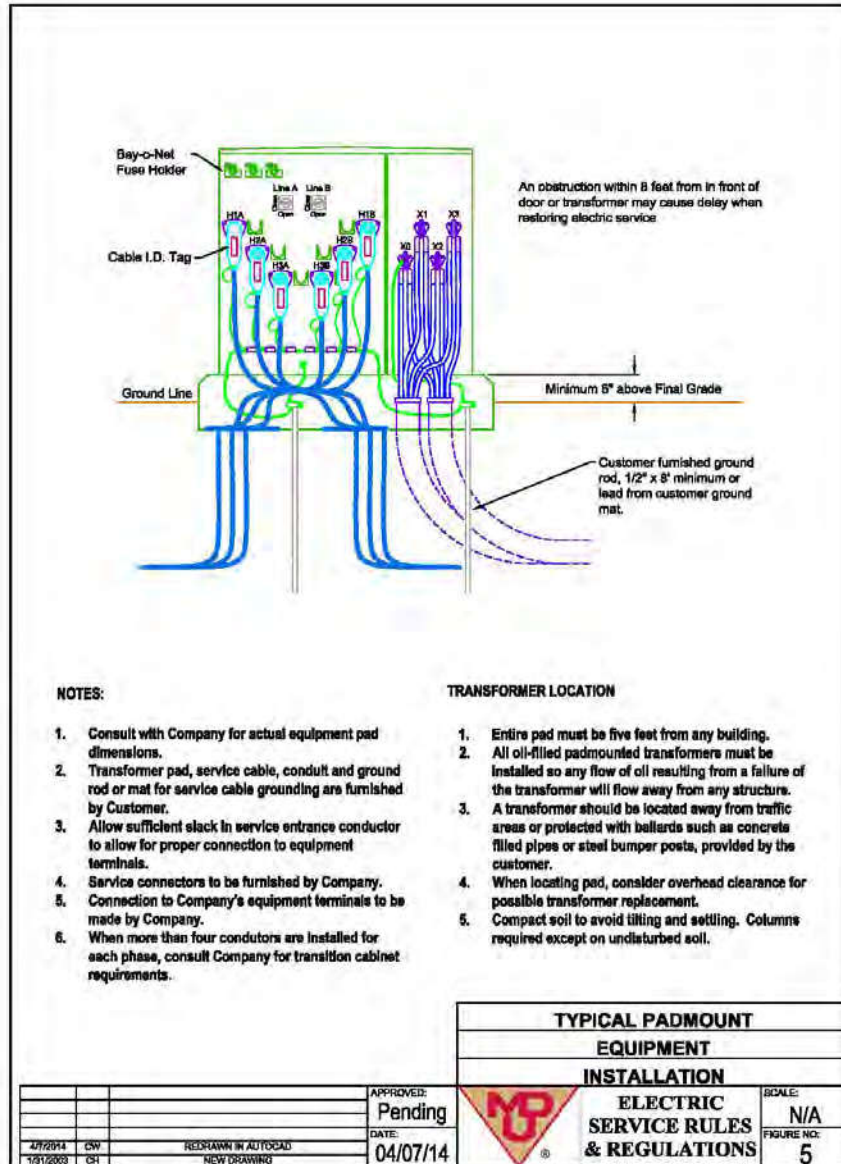 Bay-o-Net
Fuse Holder
Line A Line B
Close Close
Open Open
H1A
H2A
H3A
H3B
H2B
H1B
X0
X1
X2
X3
Cable I.D. Tag
An obstruction within 8 feet from in front of
door or transformer may cause delay when
restoring electric service
Ground Line
Minimum 6" above Final Grade
Customer furnished ground
rod, 1/2" x 8' minimum or
lead from customer ground
mat.
NOTES:
1. Consult with Company for actual equipment pad
dimensions.
2. Transformer pad, service cable, conduit and ground
rod or mat for service cable grounding are furnished
by Customer.
3. Allow sufficient slack in service entrance conductor
to allow for proper connection to equipment
terminals.
4. Service connectors to be furnished by Company.
5. Connection to Company's equipment terminals to be
made by Company.
6. When more than four condutors are installed for
each phase, consult Company for transition cabinet
requirements.
TRANSFORMER LOCATION
1. Entire pad must be five feet from any building.
2. All oil-filled padmounted transformers must be
installed so any flow of oil resulting from a failure of
the transformer will flow away from any structure.
3. A transformer should be located away from traffic
areas or protected with ballards such as concrete
filled pipes or steel bumper posts, provided by the
customer.
4. When locating pad, consider overhead clearance for
possible transformer replacement.
5. Compact soil to avoid tilting and settling. Columns
required except on undisturbed soil.
TYPICAL PADMOUNT
EQUIPMENT
INSTALLATION
4/7/2014 CW REDRAWN IN AUTOCAD
1/31/2003 CH NEW DRAWING
APPROVED:
Pending
DATE:
04/07/14
MDU
®
ELECTRIC
SERVICE RULES
& REGULATIONS
SCALE:
N/A
FIGURE NO:
5